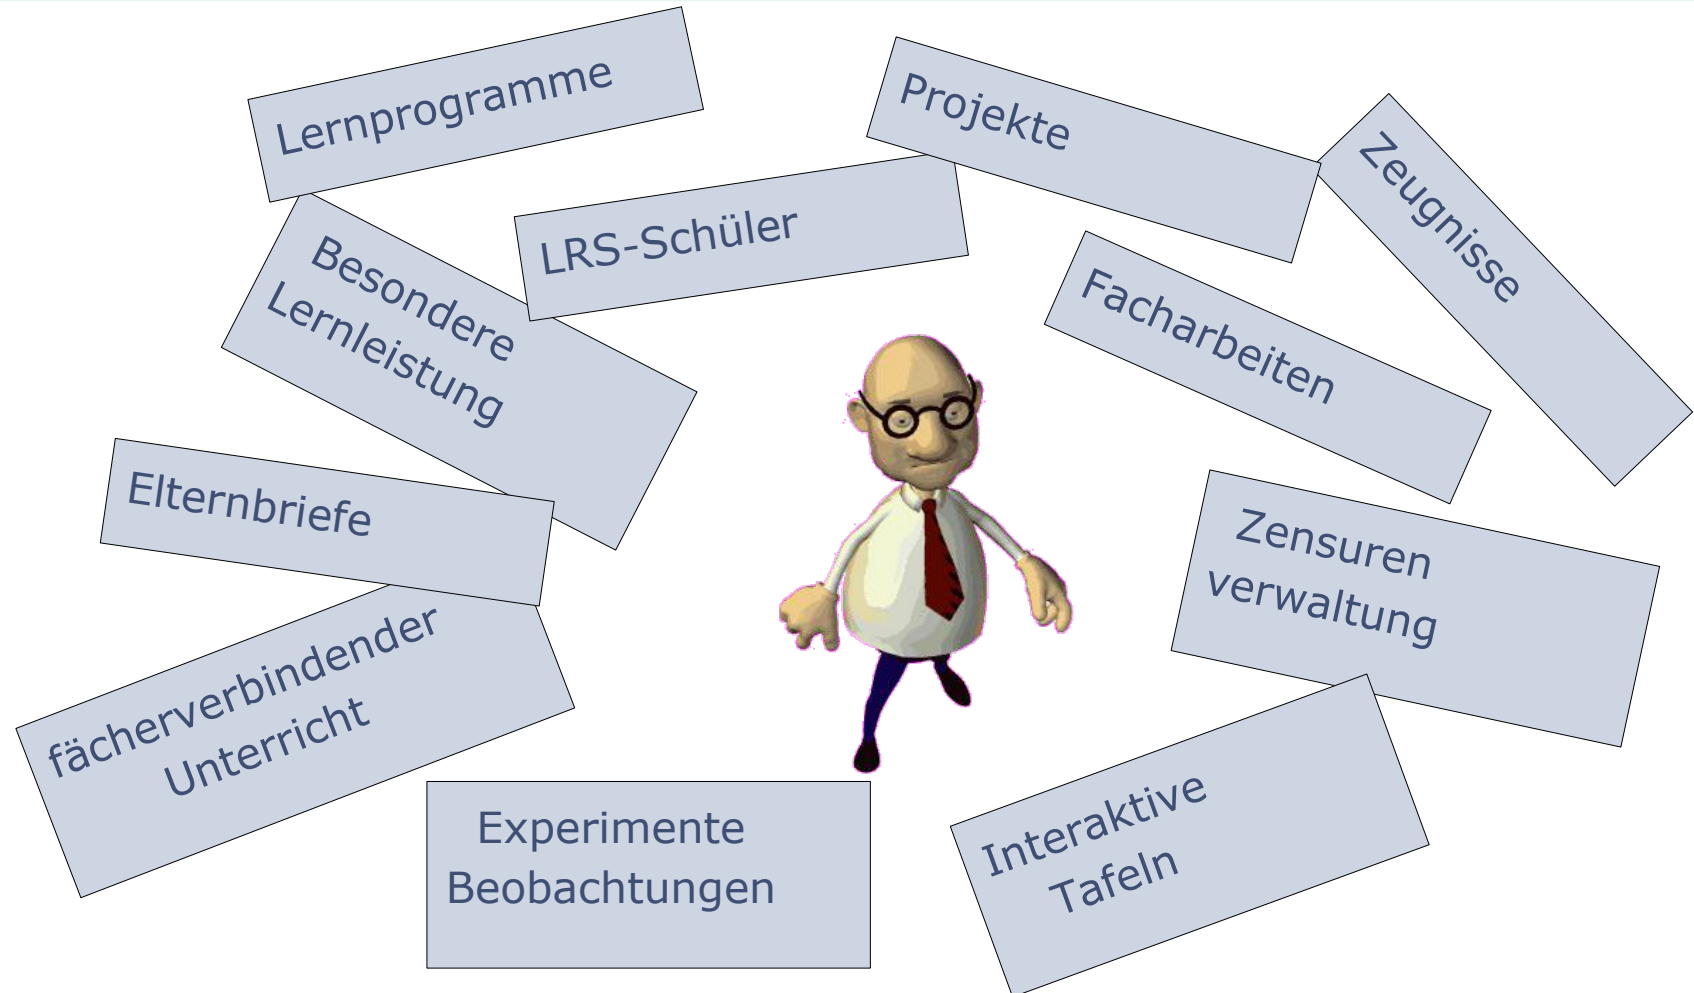 Lernprogramme
Projekte
Zeugnisse
LRS-Schüler
Besondere
Lernleistung
Facharbeiten
Elternbriefe
Zensuren
verwaltung
fächerverbindender
Unterricht
Experimente
Beobachtungen
Interaktive
Tafeln